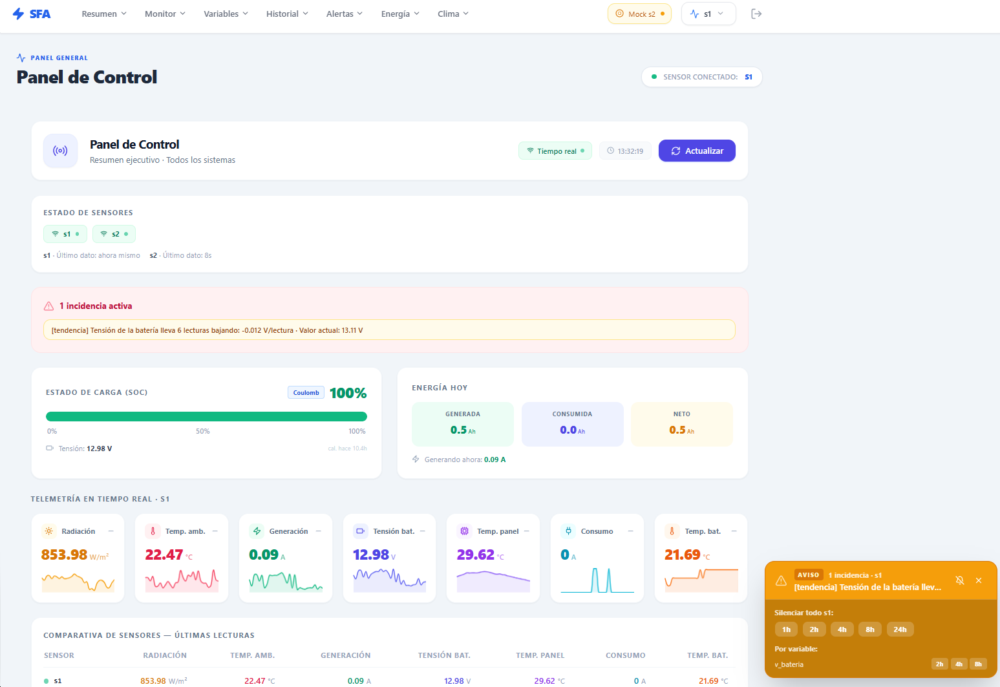 SFA Resumen Monitor Variables Historial Alertas Energía Clima Mock s2 s1
PANEL GENERAL
Panel de Control
SENSOR CONECTADO: S1
Panel de Control
Resumen ejecutivo · Todos los sistemas
Tiempo real 13:32:19 Actualizar
ESTADO DE SENSORES
s1 s2
s1 · Último dato: ahora mismo s2 · Último dato: 8s
1 incidencia activa
[tendencia] Tensión de la batería lleva 6 lecturas bajando: -0.012 V/lectura · Valor actual: 13.11 V
ESTADO DE CARGA (SOC) Coulomb 100%
0% 50% 100%
Tensión: 12.98 V cal. hace 10.4h
ENERGÍA HOY
GENERADA CONSUMIDA NETO
0.5 Ah 0.0 Ah 0.5 Ah
Generando ahora: 0.09 A
TELEMETRÍA EN TIEMPO REAL · S1
Radiación — Temp. amb. — Generación — Tensión bat. — Temp. panel — Consumo — Temp. bat. —
853.98 W/m² 22.47 °C 0.09 A 12.98 V 29.62 °C 0 A 21.69 °C
COMPARATIVA DE SENSORES — ÚLTIMAS LECTURAS
SENSOR RADIACIÓN TEMP. AMB. GENERACIÓN TENSIÓN BAT. TEMP. PANEL CONSUMO TEMP. BAT.
s1 853.98 W/m² 22.47 °C 0.09 A 12.98 V 29.62 °C 0 A 21.69 °C
AVISO 1 incidencia · s1
[tendencia] Tensión de la batería llev...
Silenciar todo s1:
1h 2h 4h 8h 24h
Por variable:
v_bateria 2h 4h 8h